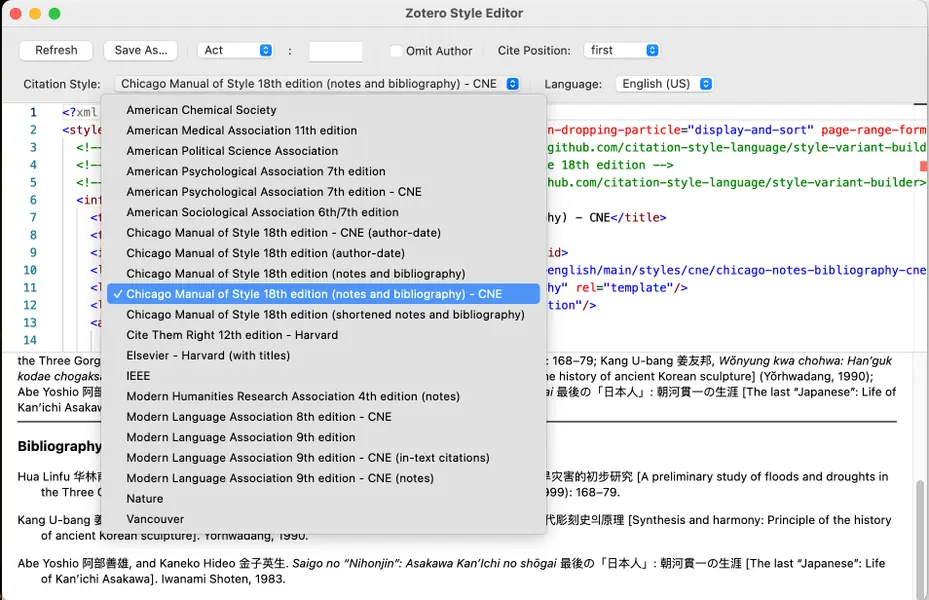 Zotero Style Editor
Refresh
Save As...
Act
:
Omit Author
Cite Position:
first
Citation Style:
Chicago Manual of Style 18th edition (notes and bibliography) - CNE
Language:
English (US)
American Chemical Society
American Medical Association 11th edition
American Political Science Association
American Psychological Association 7th edition
American Psychological Association 7th edition - CNE
American Sociological Association 6th/7th edition
Chicago Manual of Style 18th edition - CNE (author-date)
Chicago Manual of Style 18th edition (author-date)
Chicago Manual of Style 18th edition (notes and bibliography)
✓ Chicago Manual of Style 18th edition (notes and bibliography) - CNE
Chicago Manual of Style 18th edition (shortened notes and bibliography)
Cite Them Right 12th edition - Harvard
Elsevier - Harvard (with titles)
IEEE
Modern Humanities Research Association 4th edition (notes)
Modern Language Association 8th edition - CNE
Modern Language Association 9th edition
Modern Language Association 9th edition - CNE (in-text citations)
Modern Language Association 9th edition - CNE (notes)
Nature
Vancouver
1 <?xml
2 <style n-dropping-particle="display-and-sort" page-range-form
3 <!-- github.com/citation-style-language/style-variant-build
4 <!-- e 18th edition -->
5 <!-- hub.com/citation-style-language/style-variant-builder>
6 <inf
7 <t hy) - CNE</title>
8 <t
9 <i id>
10 <l english/main/styles/cne/chicago-notes-bibliography-cne
11 <l hy" rel="template"/>
12 <l tion"/>
13 <a
14
the Three Gorg : 168–79; Kang U-bang 姜友邦, Wŏnyung kwa chohwa: Han'guk
kodae chogaks he history of ancient Korean sculpture] (Yŏrhwadang, 1990);
Abe Yoshio 阿部 ai 最後の「日本人」: 朝河貫一の生涯 [The last "Japanese": Life of
Kan'ichi Asakaw
Bibliography
Hua Linfu 华林甫 旱灾害的初步研究 [A preliminary study of floods and droughts in
the Three G 999): 168–79.
Kang U-bang 姜 代彫刻史의原理 [Synthesis and harmony: Principle of the history
of ancient Korean sculpture]. Yŏrhwadang, 1990.
Abe Yoshio 阿部善雄, and Kaneko Hideo 金子英生. Saigo no "Nihonjin": Asakawa Kan'Ichi no shōgai 最後の「日本人」: 朝河貫一の生涯 [The last "Japanese": Life
of Kan'ichi Asakawa]. Iwanami Shoten, 1983.